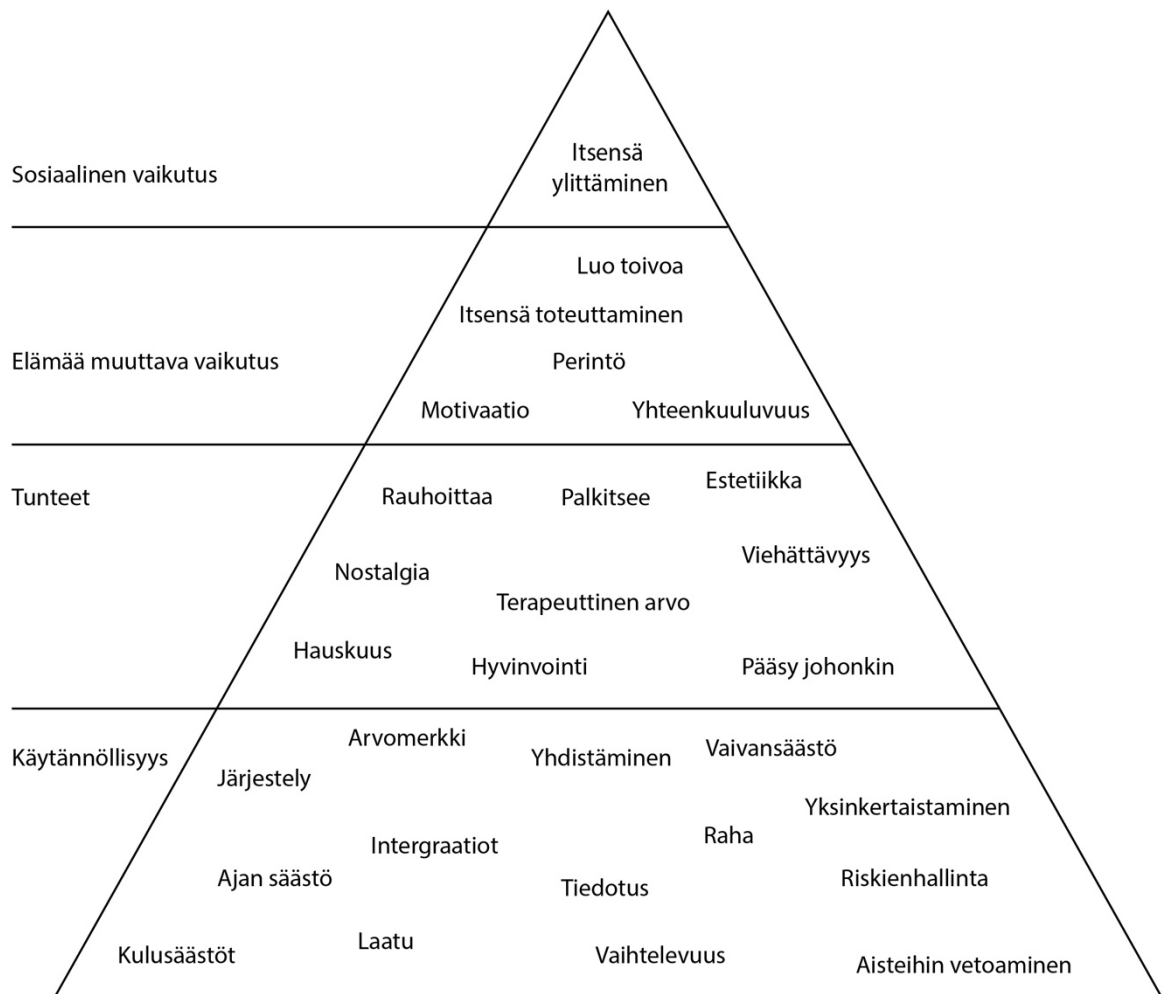 Sosiaalinen vaikutus
Itsensä
ylittäminen
Luo toivoa
Itsensä toteuttaminen
Elämää muuttava vaikutus
Perintö
Motivaatio
Yhteenkuuluvuus
Tunteet
Rauhoittaa
Palkitsee
Estetiikka
Viehättävyys
Nostalgia
Terapeuttinen arvo
Hauskuus
Hyvinvointi
Pääsy johonkin
Käytännöllisyys
Arvomerkki
Yhdistäminen
Vaivansäästö
Järjestely
Yksinkertaistaminen
Raha
Intergraatiot
Ajan säästö
Tiedotus
Riskienhallinta
Kulusäästöt
Laatu
Vaihtelevuus
Aisteihin vetoaminen